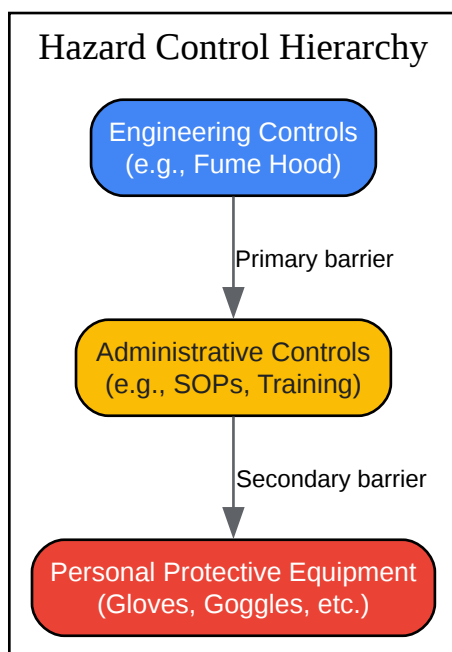 Hazard Control Hierarchy
Engineering Controls
(e.g., Fume Hood)
Primary barrier
Administrative Controls
(e.g., SOPs, Training)
Secondary barrier
Personal Protective Equipment
(Gloves, Goggles, etc.)